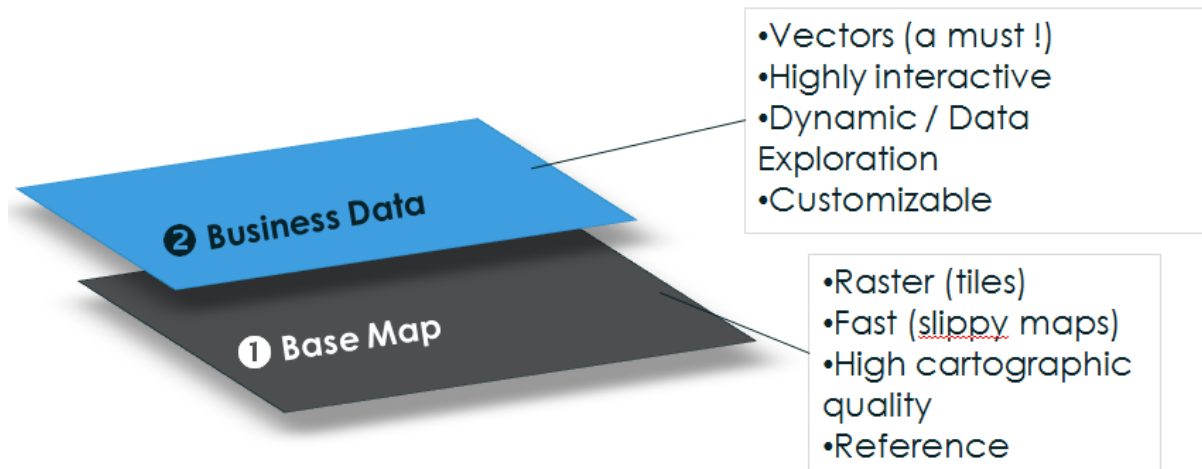 •Vectors (a must !)
•Highly interactive
•Dynamic / Data
Exploration
•Customizable
❷ Business Data
❶ Base Map
•Raster (tiles)
•Fast (slippy maps)
•High cartographic
quality
•Reference